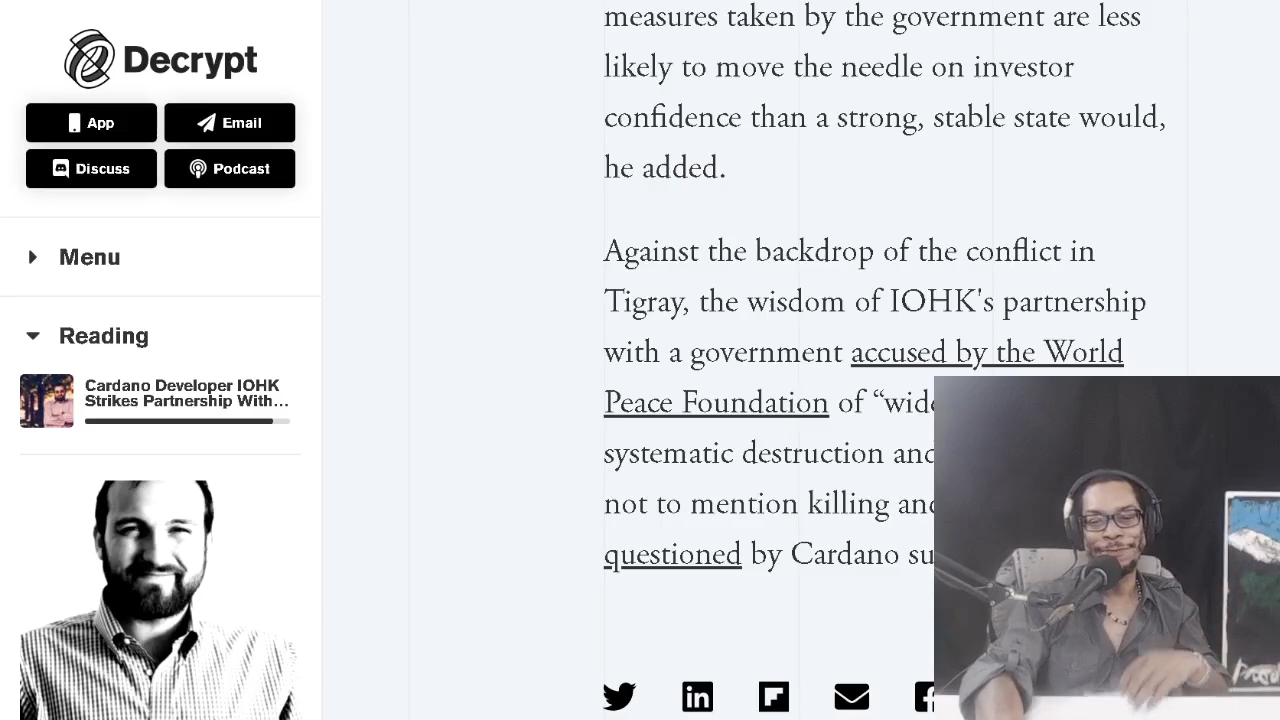 Decrypt
App
Email
Discuss
Podcast
Menu
Reading
Cardano Developer IOHK
Strikes Partnership With...
measures taken by the government are less
likely to move the needle on investor
confidence than a strong, stable state would,
he added.
Against the backdrop of the conflict in
Tigray, the wisdom of IOHK's partnership
with a government accused by the World
Peace Foundation of “wide
systematic destruction and
not to mention killing and
questioned by Cardano su